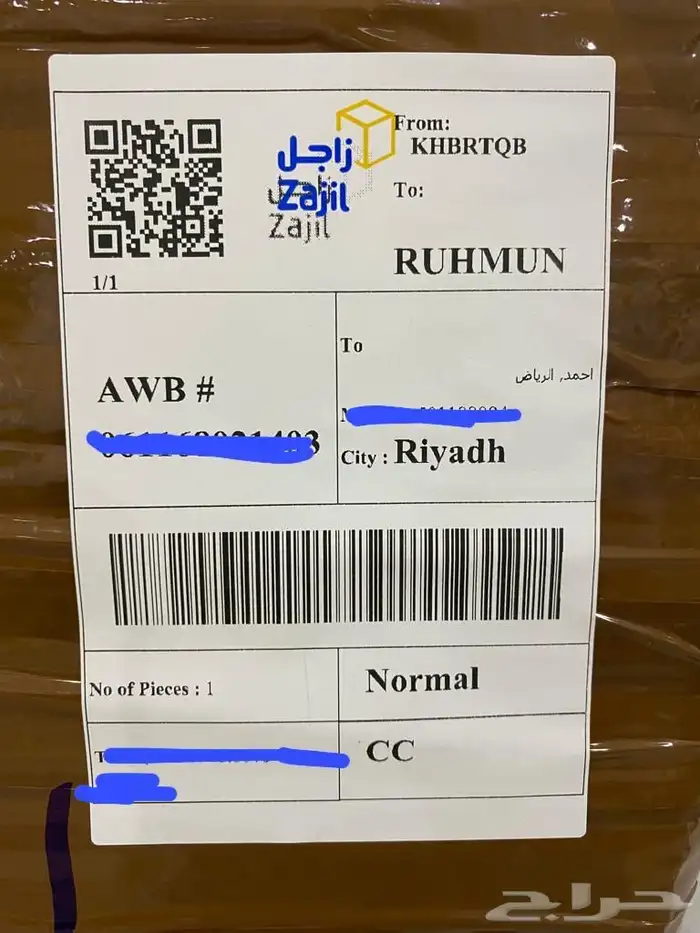 زاجل
Zajil
Zajil
From:
KHBRTQB
To:
RUHMUN
1/1
AWB #
To
احمد, الرياض
City : Riyadh
No of Pieces : 1
Normal
CC
حراج